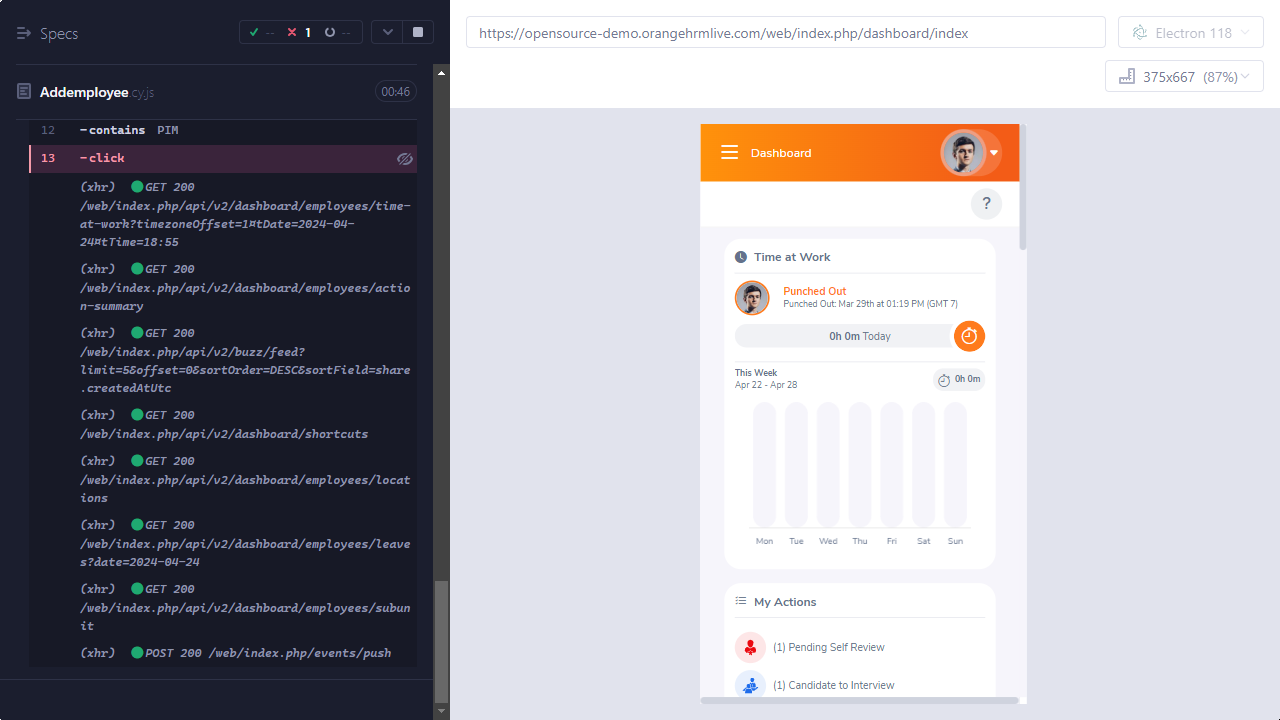 Specs
-- 1 --
Addemployee.cy.js
00:46
12 -contains PIM
13 -click
(xhr) GET 200
/web/index.php/api/v2/dashboard/employees/time-
at-work?timezoneOffset=1¤tDate=2024-04-
24¤tTime=18:55
(xhr) GET 200
/web/index.php/api/v2/dashboard/employees/actio
n-summary
(xhr) GET 200
/web/index.php/api/v2/buzz/feed?
limit=5&offset=0&sortOrder=DESC&sortField=share
.createdAtUtc
(xhr) GET 200
/web/index.php/api/v2/dashboard/shortcuts
(xhr) GET 200
/web/index.php/api/v2/dashboard/employees/locat
ions
(xhr) GET 200
/web/index.php/api/v2/dashboard/employees/leave
s?date=2024-04-24
(xhr) GET 200
/web/index.php/api/v2/dashboard/employees/subun
it
(xhr) POST 200 /web/index.php/events/push
https://opensource-demo.orangehrmlive.com/web/index.php/dashboard/index
Electron 118
375x667 (87%)
Dashboard
?
Time at Work
Punched Out
Punched Out: Mar 29th at 01:19 PM (GMT 7)
0h 0m Today
This Week
Apr 22 - Apr 28
0h 0m
Mon Tue Wed Thu Fri Sat Sun
My Actions
(1) Pending Self Review
(1) Candidate to Interview